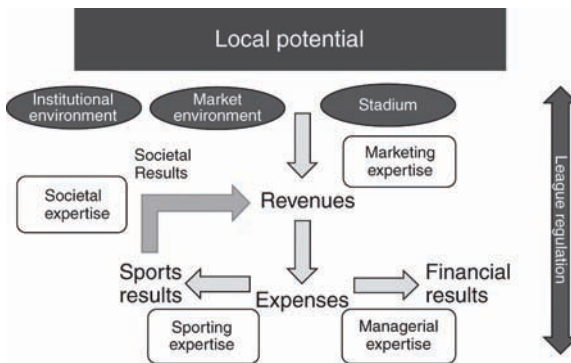 Local potential
Institutional
environment
Market
environment
Stadium
Societal
Results
Marketing
expertise
Societal
expertise
Revenues
Sports
results
Expenses
Financial
results
Sporting
expertise
Managerial
expertise
League regulation